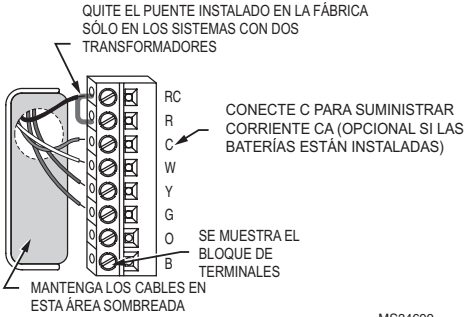 QUITE EL PUENTE INSTALADO EN LA FÁBRICA
SÓLO EN LOS SISTEMAS CON DOS
TRANSFORMADORES
RC
R
C
W
Y
G
O
B
CONECTE C PARA SUMINISTRAR
CORRIENTE CA (OPCIONAL SI LAS
BATERÍAS ESTÁN INSTALADAS)
SE MUESTRA EL
BLOQUE DE
TERMINALES
MANTENGA LOS CABLES EN
ESTA ÁREA SOMBREADA